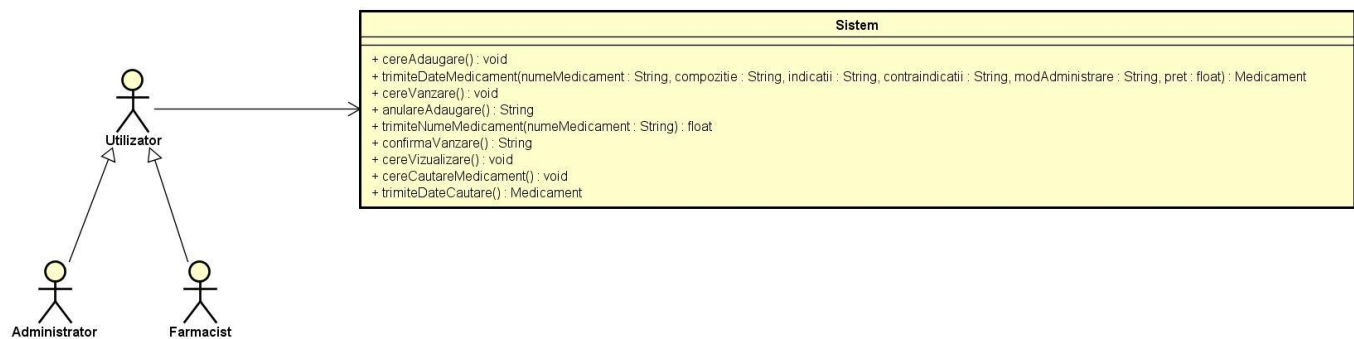 Sistem
+ cereAdaugare() : void
+ trimiteDateMedicament(numeMedicament : String, compozitie : String, indicatii : String, contraindicatii : String, modAdministrare : String, pret : float) : Medicament
+ cereVanzare() : void
+ anulareAdaugare() : String
+ trimiteNumeMedicament(numeMedicament : String) : float
+ confirmaVanzare() : String
+ cereVizualizare() : void
+ cereCautareMedicament() : void
+ trimiteDateCautare() : Medicament
Utilizator
Administrator
Farmacist